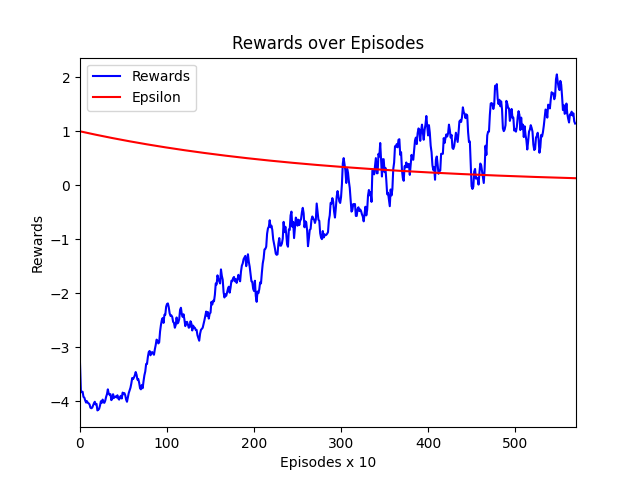 Rewards over Episodes
Rewards
Epsilon
2
1
0
−1
−2
−3
−4
Rewards
0 100 200 300 400 500
Episodes x 10